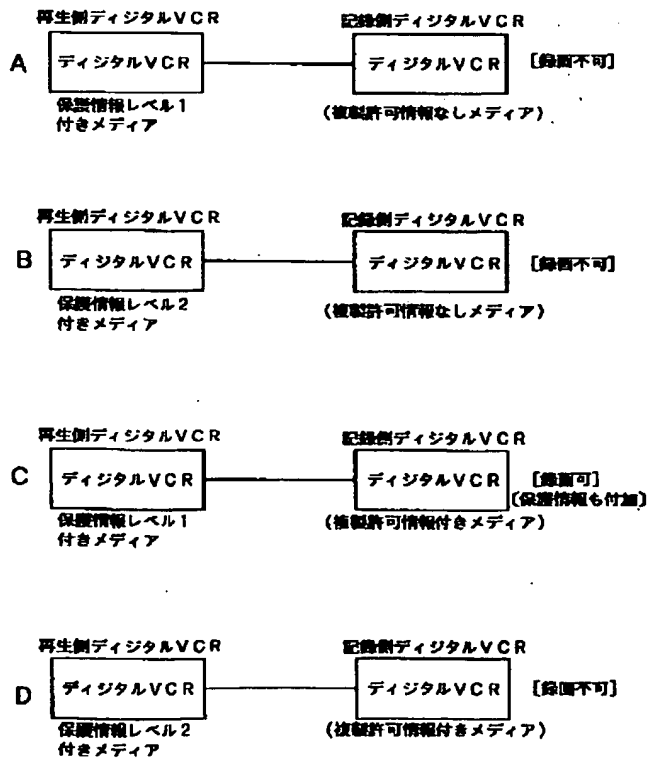 再生側ディジタルVCR 記録側ディジタルVCR
A ディジタルVCR ディジタルVCR [録画不可]
保護情報レベル1 (複製許可情報なしメディア)
付きメディア
再生側ディジタルVCR 記録側ディジタルVCR
B ディジタルVCR ディジタルVCR [録画不可]
保護情報レベル2 (複製許可情報なしメディア)
付きメディア
再生側ディジタルVCR 記録側ディジタルVCR
C ディジタルVCR ディジタルVCR [録画可]
[保護情報も付加]
保護情報レベル1 (複製許可情報付きメディア)
付きメディア
再生側ディジタルVCR 記録側ディジタルVCR
D ディジタルVCR ディジタルVCR [録画不可]
保護情報レベル2 (複製許可情報付きメディア)
付きメディア